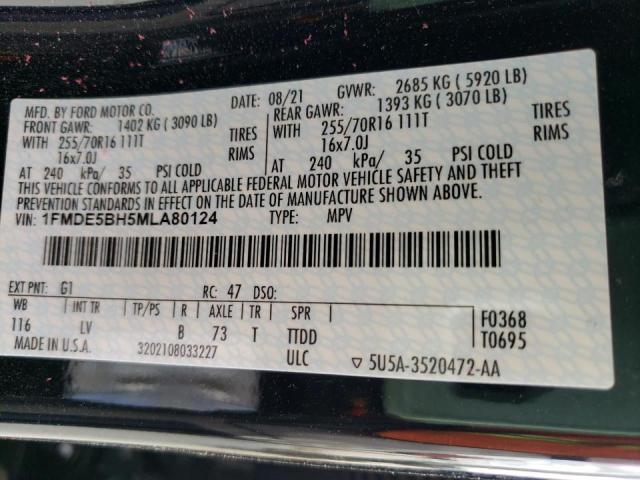 MFD. BY FORD MOTOR CO.
DATE: 08/21 GVWR: 2685 KG ( 5920 LB)
FRONT GAWR: 1402 KG ( 3090 LB) REAR GAWR: 1393 KG ( 3070 LB)
WITH 255/70R16 111T TIRES WITH 255/70R16 111T TIRES
16x7.0J RIMS 16x7.0J RIMS
AT 240 kPa/ 35 PSI COLD AT 240 kPa/ 35 PSI COLD
THIS VEHICLE CONFORMS TO ALL APPLICABLE FEDERAL MOTOR VEHICLE SAFETY AND THEFT
PREVENTION STANDARDS IN EFFECT ON THE DATE OF MANUFACTURE SHOWN ABOVE.
VIN: 1FMDE5BH5MLA80124 TYPE: MPV
EXT PNT: G1 RC: 47 DSO:
WB INT TR TP/PS R AXLE TR SPR F0368
116 LV B 73 T TTDD T0695
MADE IN U.S.A. 3202108033227 ULC ▽ 5U5A-3520472-AA